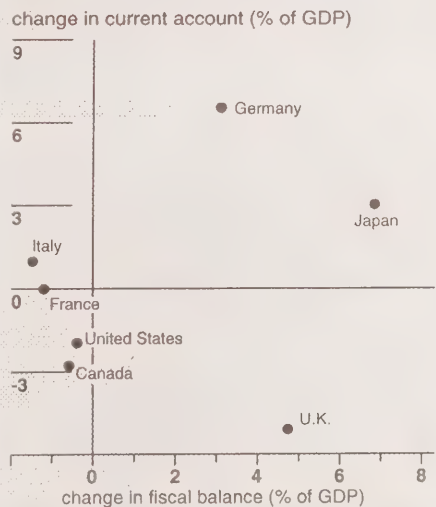 change in current account (% of GDP)
9
Germany
6
3
Japan
Italy
0
France
United States
Canada
-3
U.K.
0 2 4 6 8
change in fiscal balance (% of GDP)